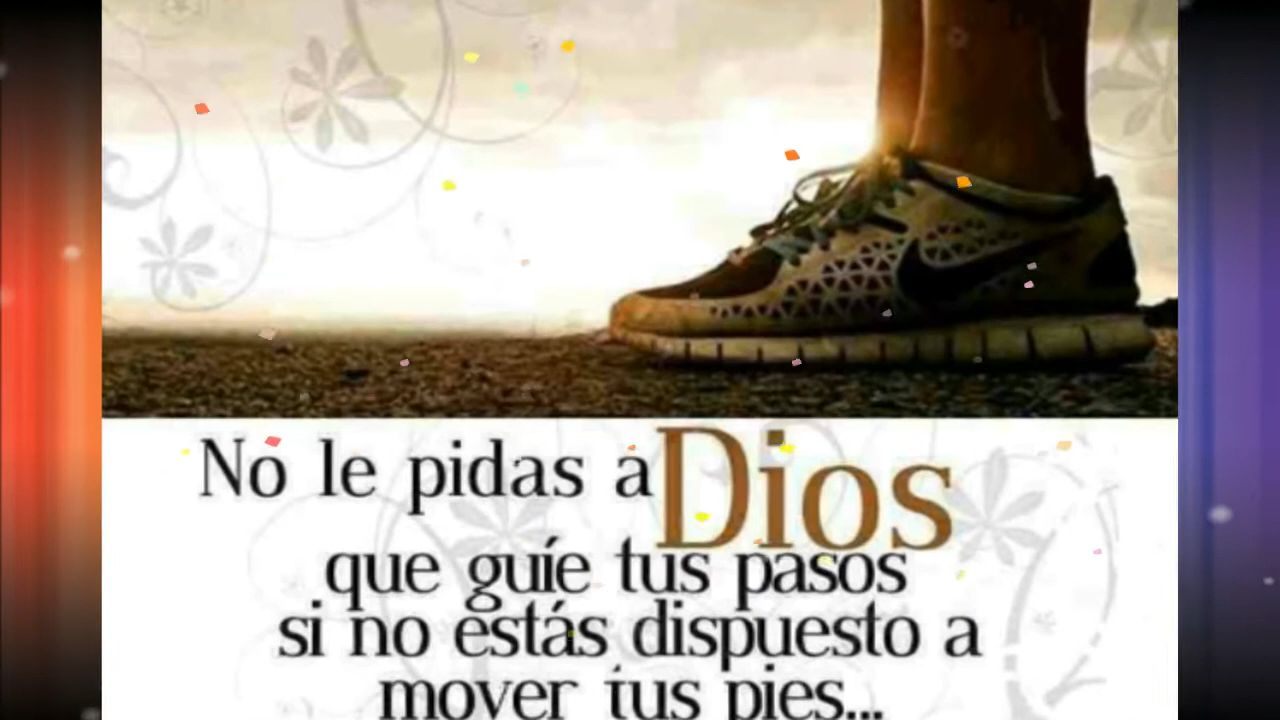 No le pidas a Dios
que guíe tus pasos
si no estás dispuesto a
mover tus pies...